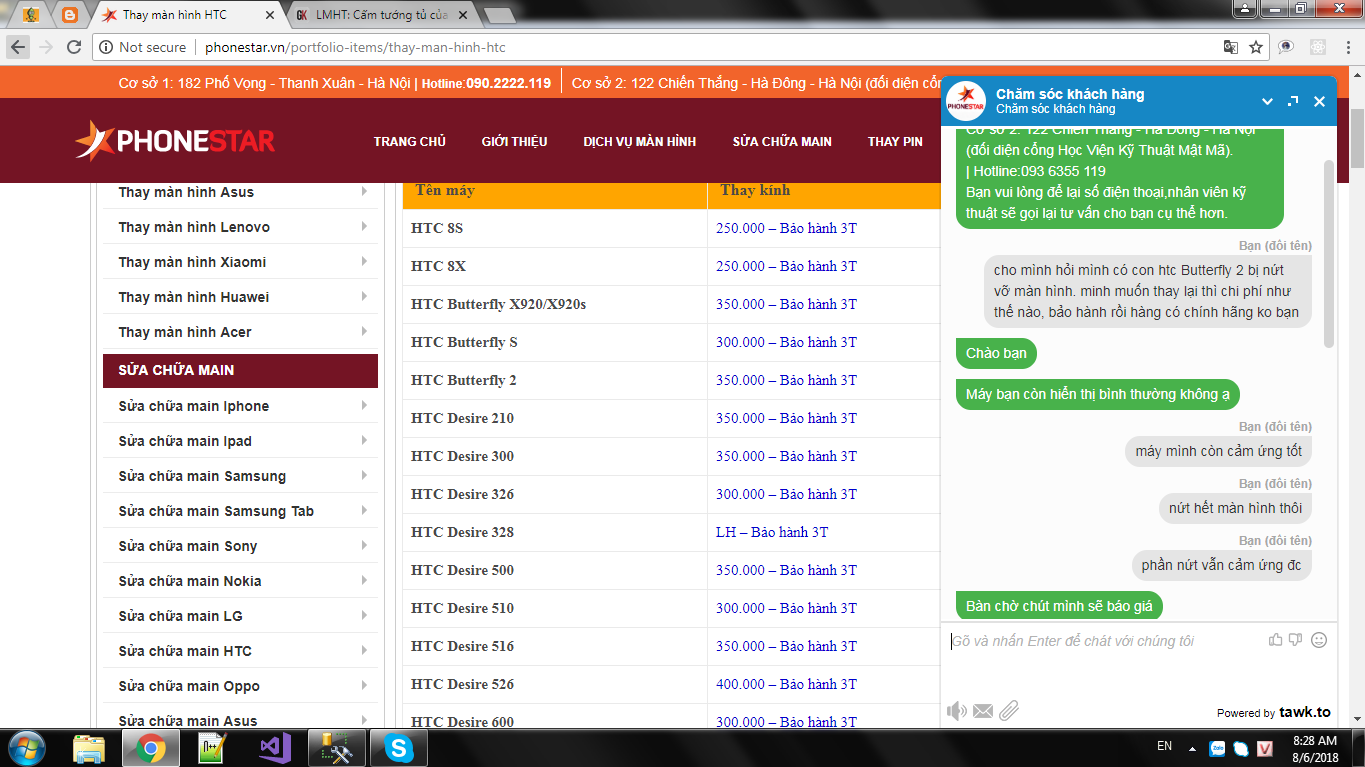 Thay màn hình HTC
LMHT: Cấm tướng tủ của
Not secure | phonestar.vn/portfolio-items/thay-man-hinh-htc
Cơ sở 1: 182 Phố Vọng - Thanh Xuân - Hà Nội | Hotline:090.2222.119
Cơ sở 2: 122 Chiến Thắng - Hà Đông - Hà Nội (đối diện cổn
PHONESTAR
TRANG CHỦ
GIỚI THIỆU
DỊCH VỤ MÀN HÌNH
SỬA CHỮA MAIN
THAY PIN
Thay màn hình Asus
Thay màn hình Lenovo
Thay màn hình Xiaomi
Thay màn hình Huawei
Thay màn hình Acer
SỬA CHỮA MAIN
Sửa chữa main Iphone
Sửa chữa main Ipad
Sửa chữa main Samsung
Sửa chữa main Samsung Tab
Sửa chữa main Sony
Sửa chữa main Nokia
Sửa chữa main LG
Sửa chữa main HTC
Sửa chữa main Oppo
Sửa chữa main Asus
Tên máy Thay kính
HTC 8S 250.000 – Bảo hành 3T
HTC 8X 250.000 – Bảo hành 3T
HTC Butterfly X920/X920s 350.000 – Bảo hành 3T
HTC Butterfly S 300.000 – Bảo hành 3T
HTC Butterfly 2 350.000 – Bảo hành 3T
HTC Desire 210 350.000 – Bảo hành 3T
HTC Desire 300 350.000 – Bảo hành 3T
HTC Desire 326 300.000 – Bảo hành 3T
HTC Desire 328 LH – Bảo hành 3T
HTC Desire 500 350.000 – Bảo hành 3T
HTC Desire 510 300.000 – Bảo hành 3T
HTC Desire 516 350.000 – Bảo hành 3T
HTC Desire 526 400.000 – Bảo hành 3T
HTC Desire 600 300.000 – Bảo hành 3T
PHONESTAR
Chăm sóc khách hàng
Chăm sóc khách hàng
Cơ sở 2: 122 Chiến Thắng - Hà Đông - Hà Nội
(đối diện cổng Học Viện Kỹ Thuật Mật Mã).
| Hotline:093 6355 119
Bạn vui lòng để lại số điện thoại,nhân viên kỹ
thuật sẽ gọi lại tư vấn cho bạn cụ thể hơn.
Bạn (đổi tên)
cho mình hỏi mình có con htc Butterfly 2 bị nứt
vỡ màn hình. minh muốn thay lại thì chi phí như
thế nào, bảo hành rồi hàng có chính hãng ko bạn
Chào bạn
Máy bạn còn hiển thị bình thường không ạ
Bạn (đổi tên)
máy mình còn cảm ứng tốt
Bạn (đổi tên)
nứt hết màn hình thôi
Bạn (đổi tên)
phần nứt vẫn cảm ứng đc
Bàn chờ chút mình sẽ báo giá
Gõ và nhấn Enter để chát với chúng tôi
Powered by tawk.to
EN
8:28 AM
8/6/2018